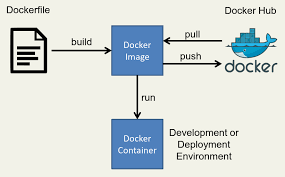 Dockerfile
Docker Hub
build
Docker
Image
pull
push
docker
run
Docker
Container
Development or
Deployment
Environment